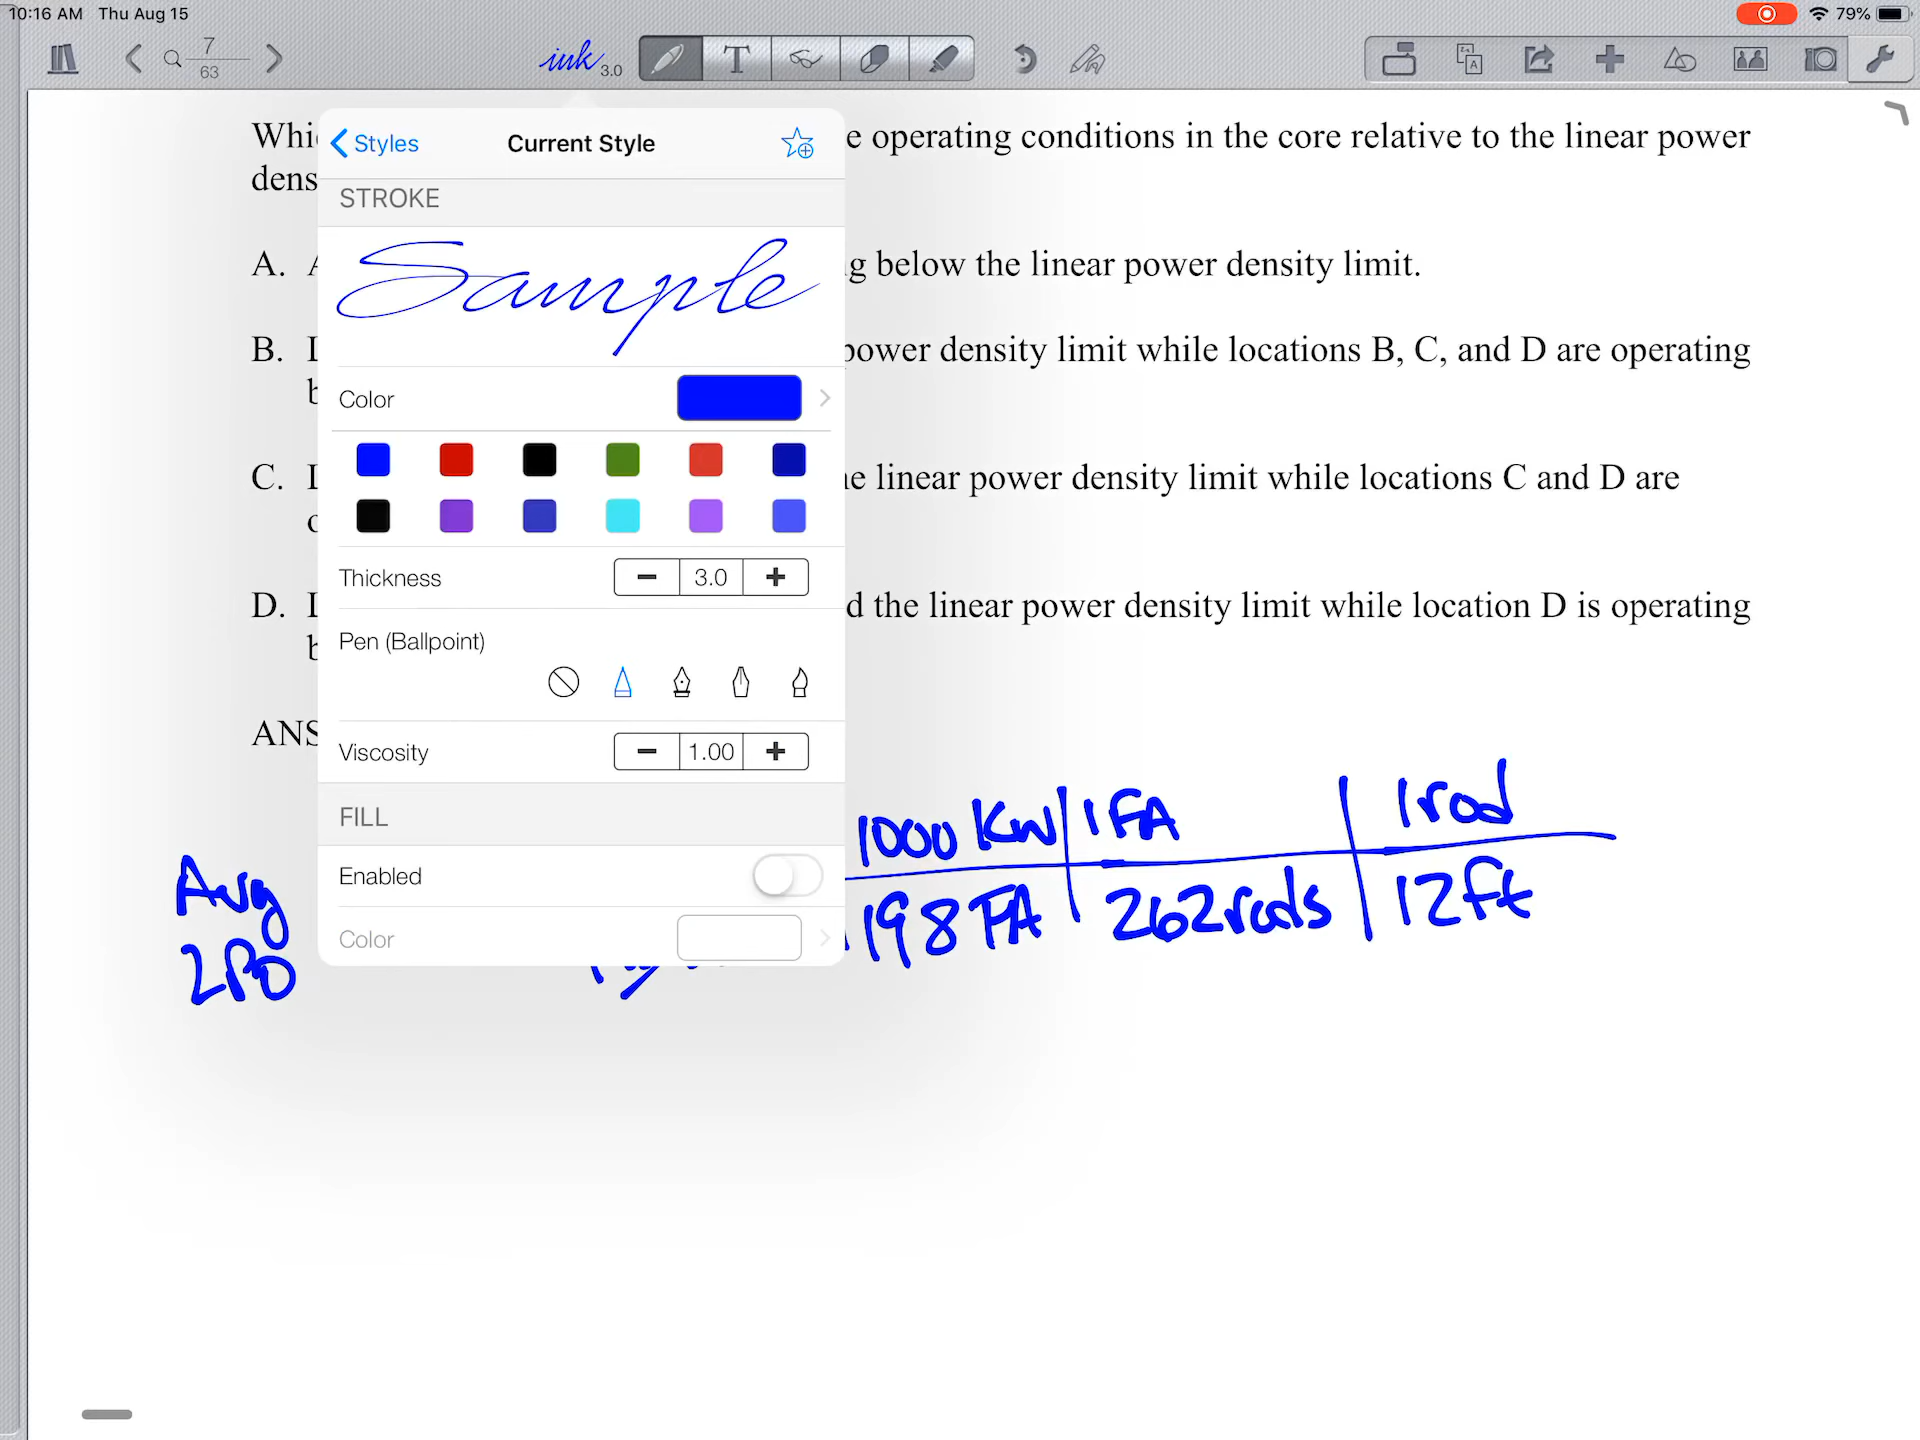 10:16 AM Thu Aug 15
79%
7
63
ink 3.0
T
A
Styles
Current Style
STROKE
Sample
Color
Thickness
3.0
Pen (Ballpoint)
Viscosity
1.00
FILL
Enabled
Color
e operating conditions in the core relative to the linear power
A. g below the linear power density limit.
B. power density limit while locations B, C, and D are operating
C. linear power density limit while locations C and D are
D. the linear power density limit while location D is operating
1000 KW 1 FA 1 rod
Avg 198 FA 262 rods 12 ft
LPD